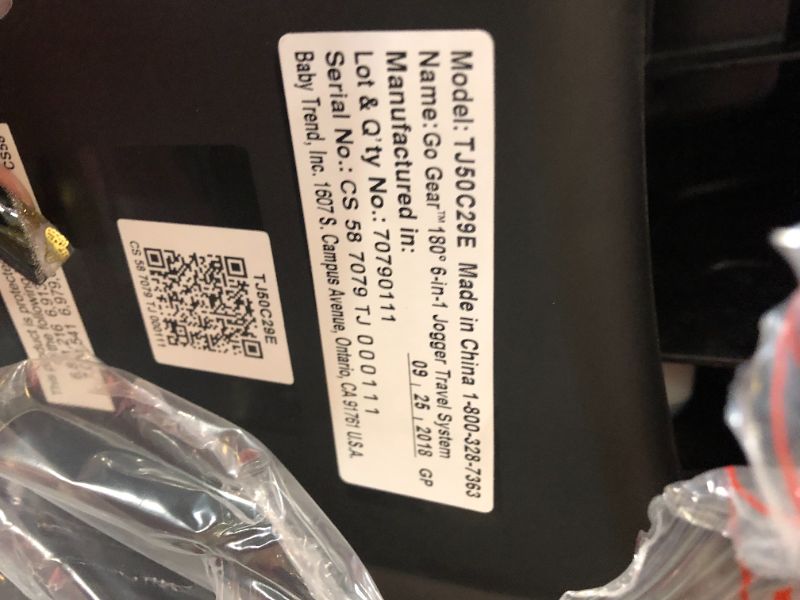 Model: TJ50C29E Made in China 1-800-328-7363
Name: Go Gear™ 180° 6-in-1 Jogger Travel System
Manufactured in: 09 , 25 , 2018 GP
Lot & Q'ty No.: 70790111
Serial No.: CS 58 7079 TJ 000111
Baby Trend, Inc. 1607 S. Campus Avenue, Ontario, CA 91761 U.S.A.
TJ50C29E
CS 58 7079 TJ 000111
CS58